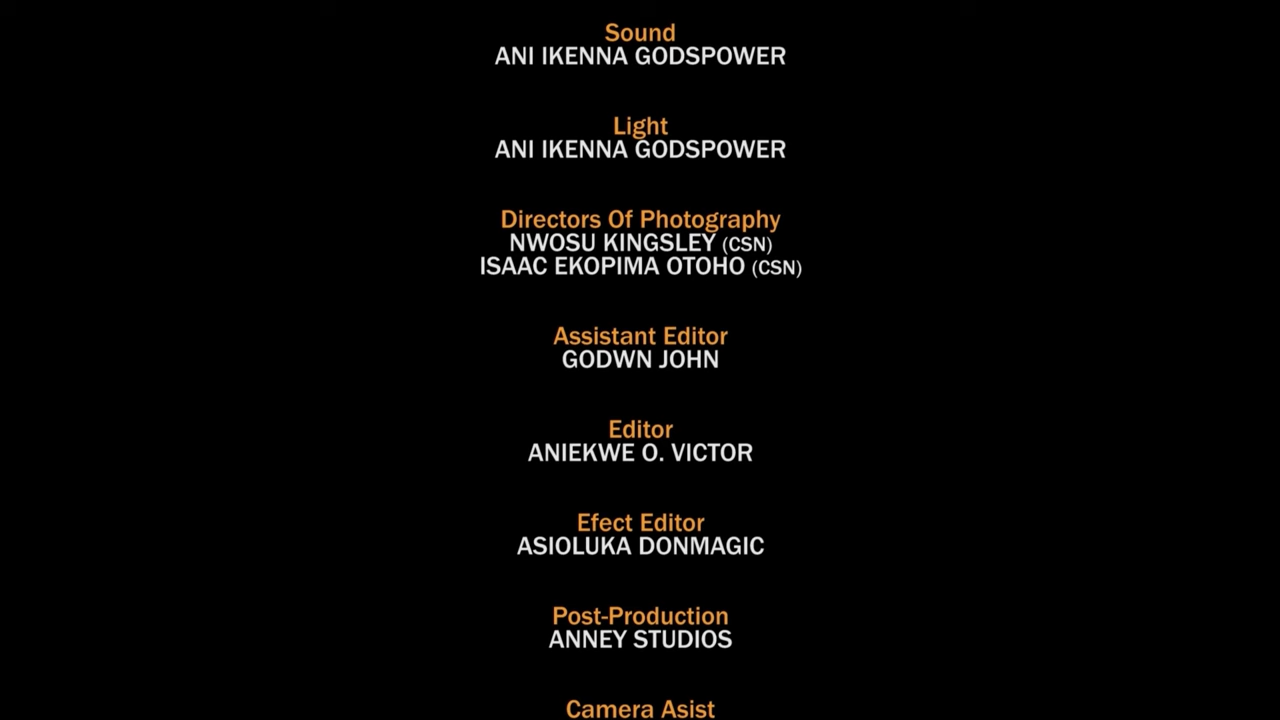 Sound
ANI IKENNA GODSPOWER
Light
ANI IKENNA GODSPOWER
Directors Of Photography
NWOSU KINGSLEY (CSN)
ISAAC EKOPIMA OTOHO (CSN)
Assistant Editor
GODWN JOHN
Editor
ANIEKWE O. VICTOR
Efect Editor
ASIOLUKA DONMAGIC
Post-Production
ANNEY STUDIOS
Camera Asist